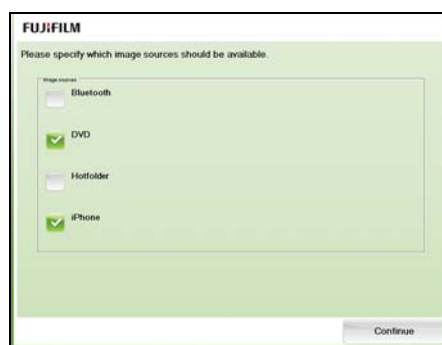 FUJIFILM
Please specify which image sources should be available.
Image sources
Bluetooth
DVD
Hotfolder
iPhone
Continue